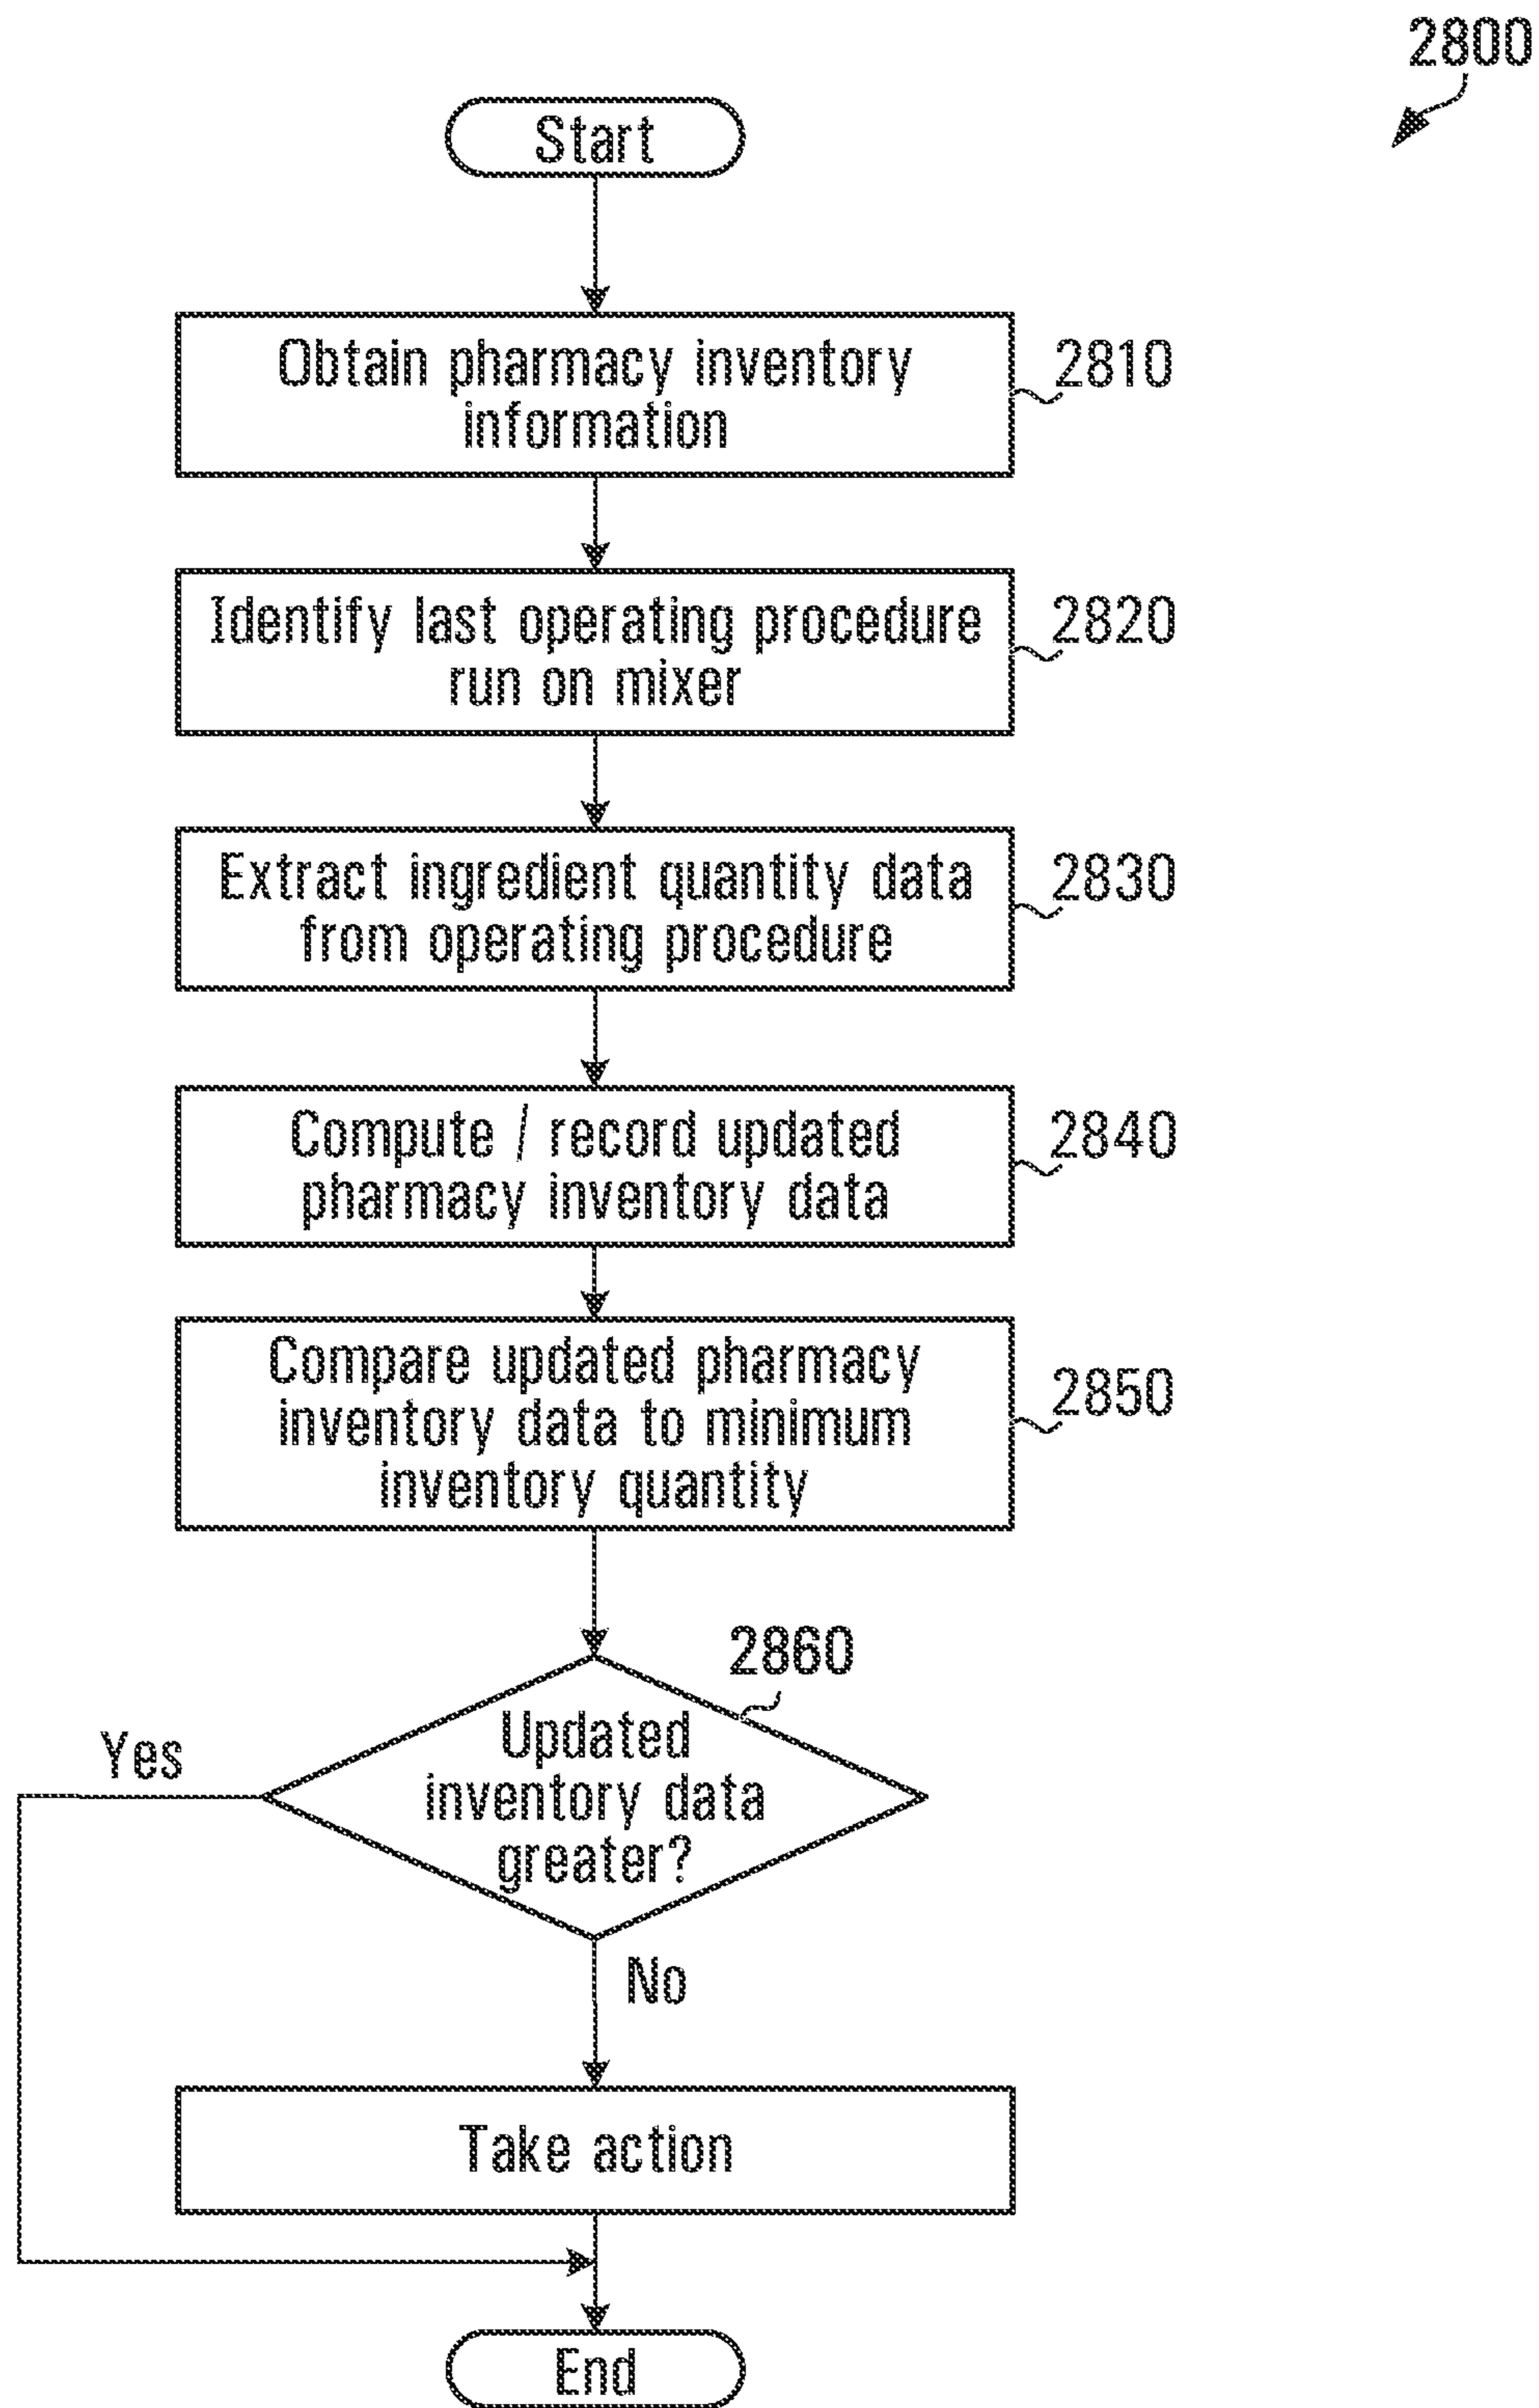 2800
Start
Obtain pharmacy inventory
information
2810
Identify last operating procedure
run on mixer
2820
Extract ingredient quantity data
from operating procedure
2830
Compute / record updated
pharmacy inventory data
2840
Compare updated pharmacy
inventory data to minimum
inventory quantity
2850
2860
Updated
inventory data
greater?
Yes
No
Take action
End